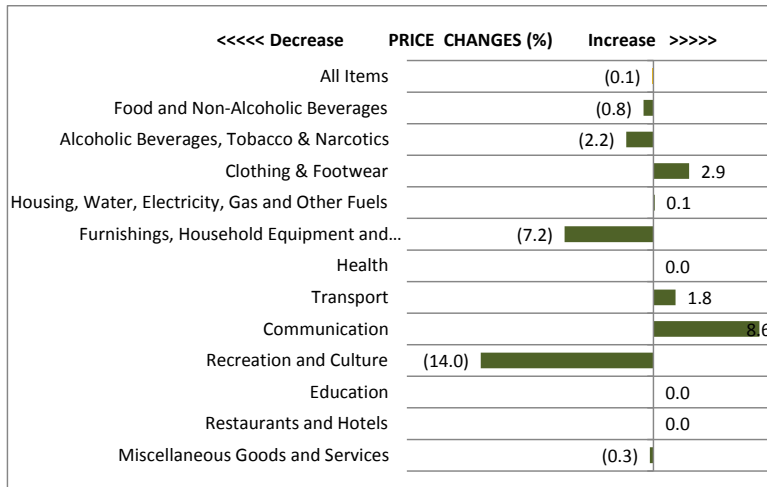 <<<<< Decrease PRICE CHANGES (%) Increase >>>>>
All Items (0.1)
Food and Non-Alcoholic Beverages (0.8)
Alcoholic Beverages, Tobacco & Narcotics (2.2)
Clothing & Footwear 2.9
Housing, Water, Electricity, Gas and Other Fuels 0.1
Furnishings, Household Equipment and... (7.2)
Health 0.0
Transport 1.8
Communication 8.6
Recreation and Culture (14.0)
Education 0.0
Restaurants and Hotels 0.0
Miscellaneous Goods and Services (0.3)